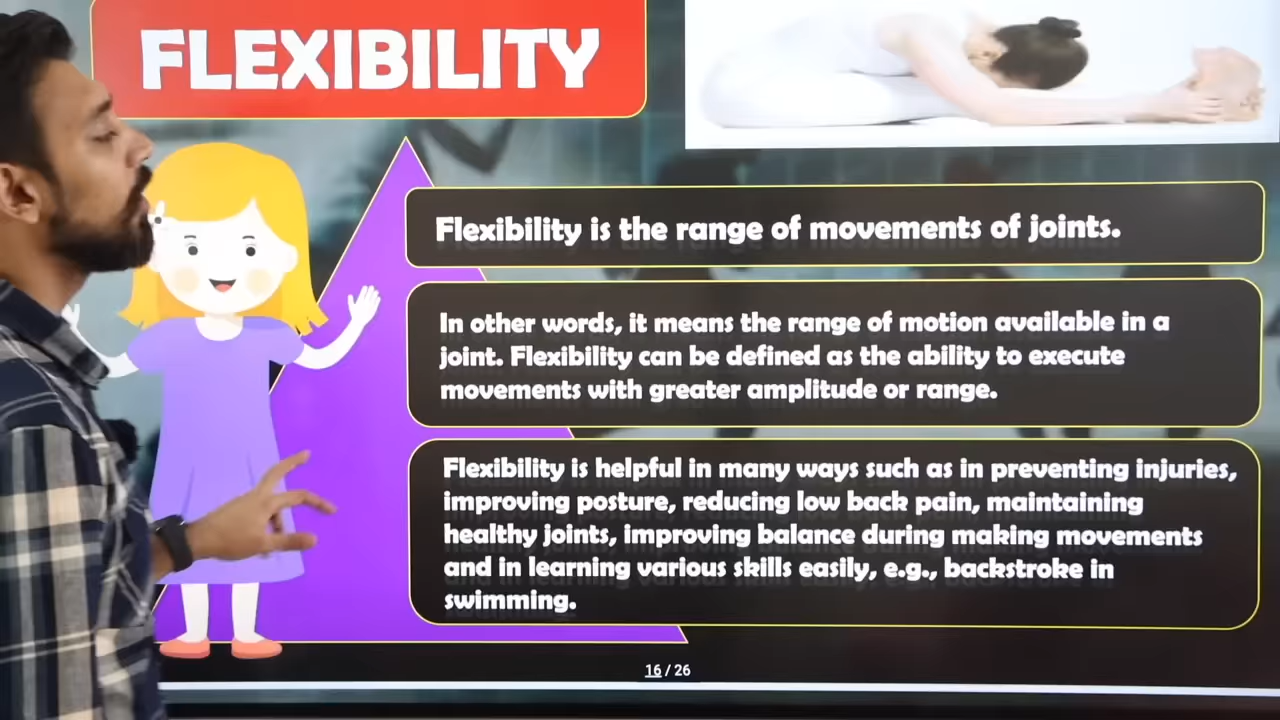 FLEXIBILITY
Flexibility is the range of movements of joints.
In other words, it means the range of motion available in a
joint. Flexibility can be defined as the ability to execute
movements with greater amplitude or range.
Flexibility is helpful in many ways such as in preventing injuries,
improving posture, reducing low back pain, maintaining
healthy joints, improving balance during making movements
and in learning various skills easily, e.g., backstroke in
swimming.
16 / 26